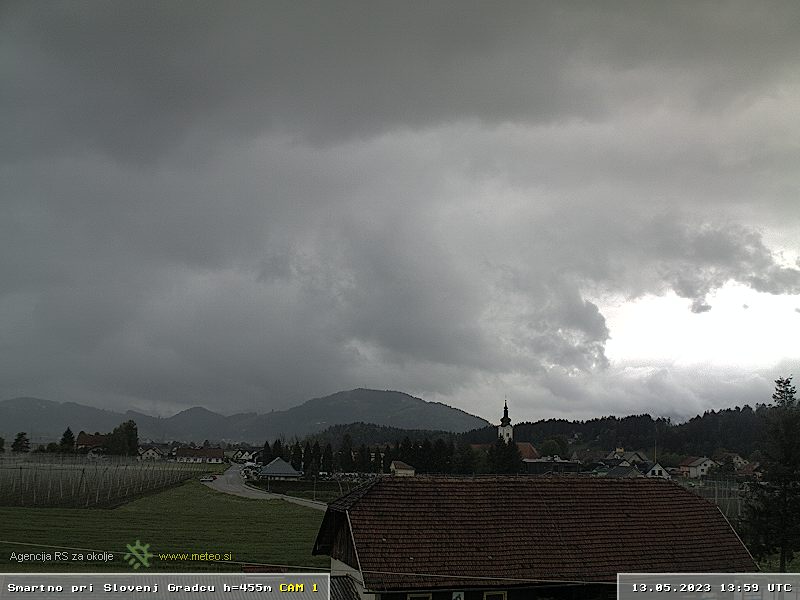 Agencija RS za okolje www.meteo.si
Smartno pri Slovenj Gradcu h=455m CAM 1
13.05.2023 13:59 UTC